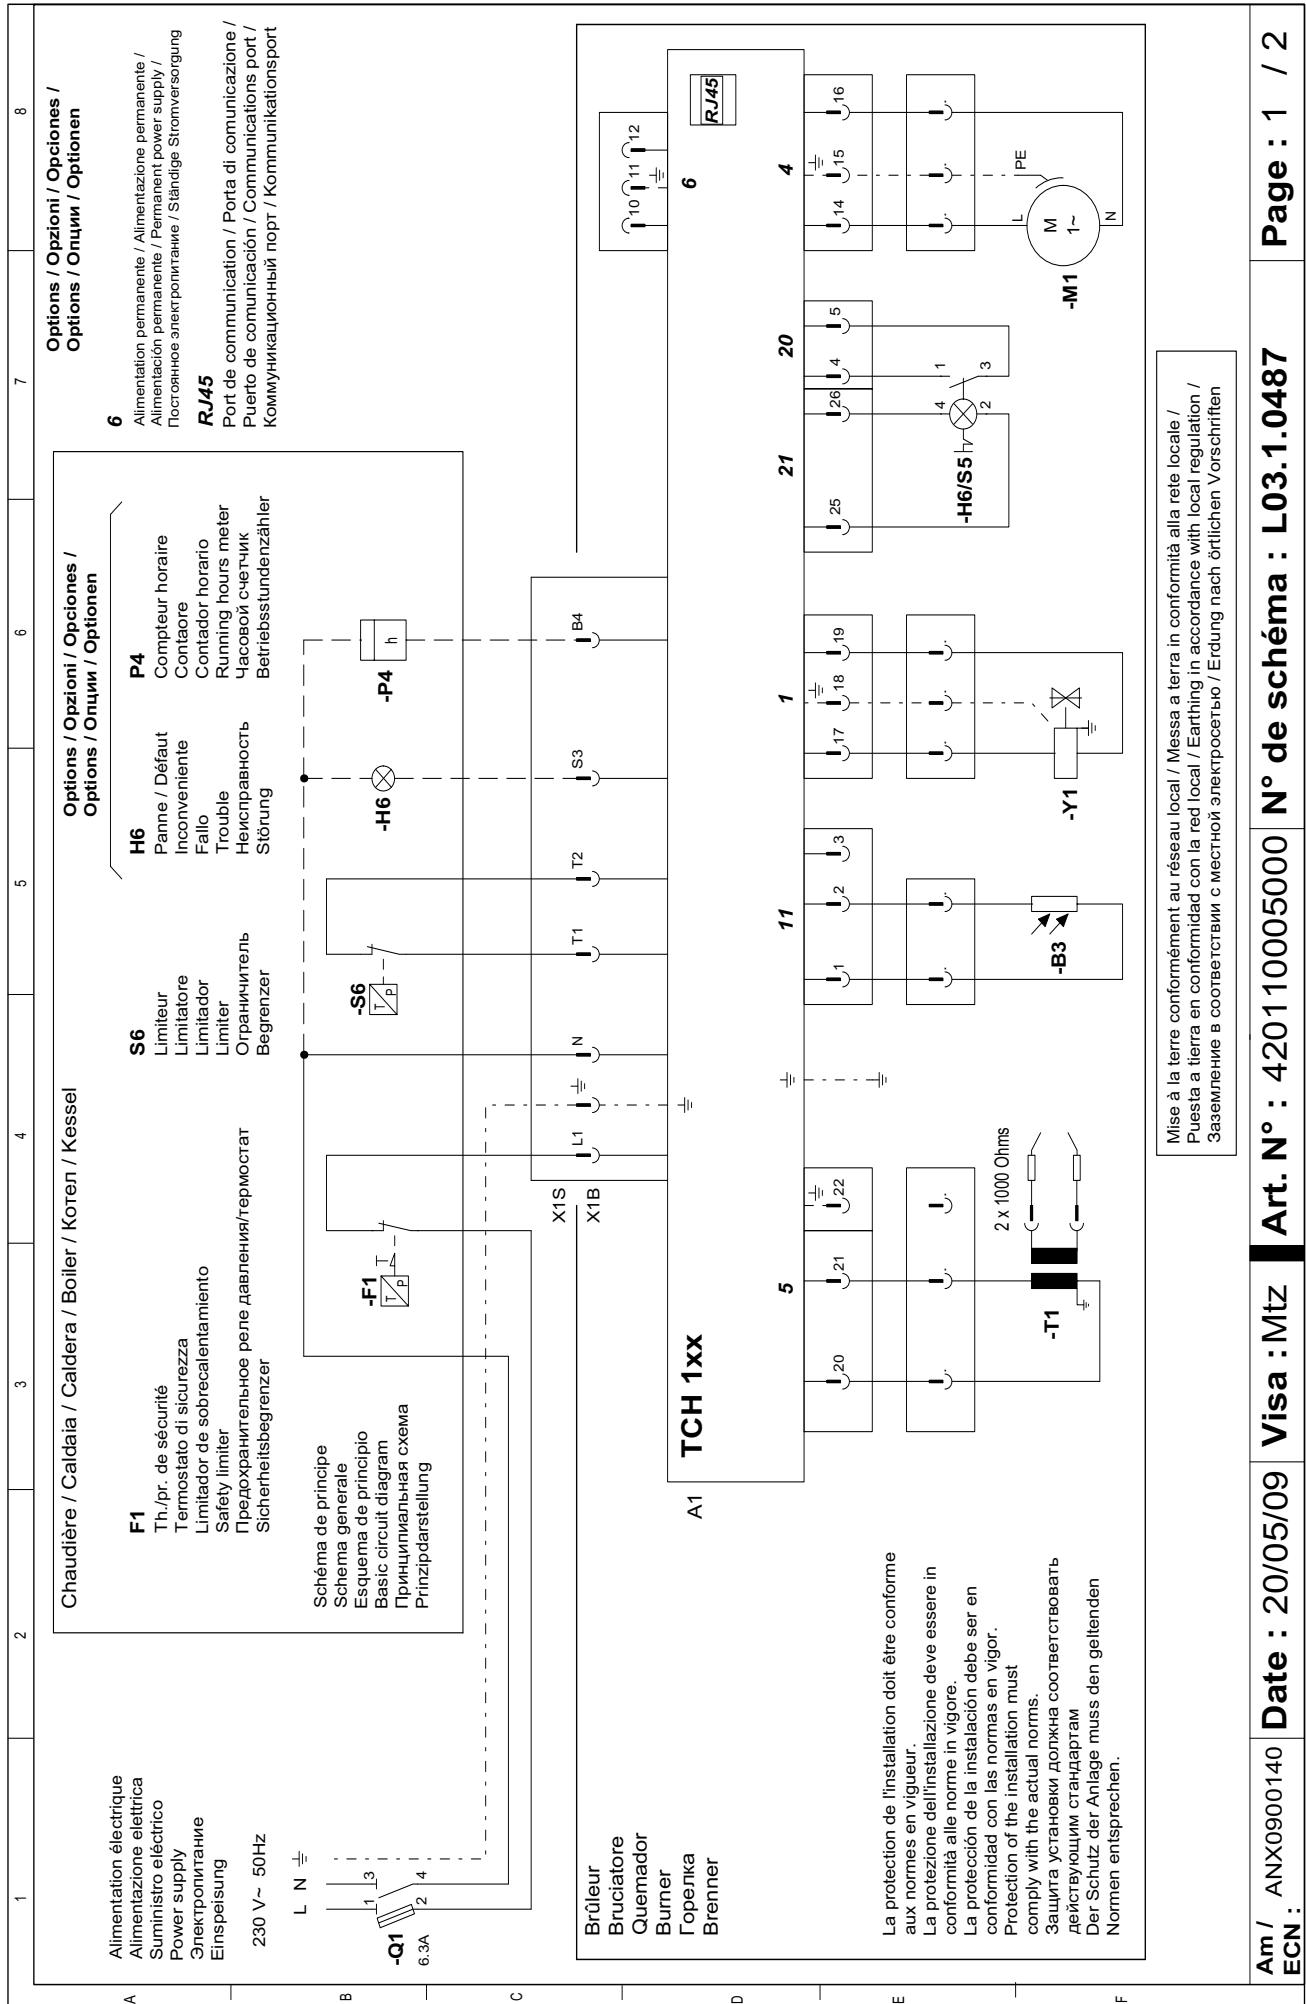 1
2
3
4
5
6
7
8
A
B
C
D
E
F
Alimentation électrique
Alimentazione elettrica
Suministro eléctrico
Power supply
Электропитание
Einspeisung
230 V~ 50Hz
L N
1 3
2 4
-Q1
6.3A
Chaudière / Caldaia / Caldera / Boiler / Котел / Kessel
F1
Th./pr. de sécurité
Termostato di sicurezza
Limitador de sobrecalentamiento
Safety limiter
Предохранительное реле давления/термостат
Sicherheitsbegrenzer
S6
Limiteur
Limitatore
Limitador
Limiter
Ограничитель
Begrenzer
Options / Opzioni / Opciones /
Options / Опции / Optionen
H6
Panne / Défaut
Inconveniente
Fallo
Trouble
Неисправность
Störung
P4
Compteur horaire
Contaore
Contador horario
Running hours meter
Часовой счетчик
Betriebsstundenzähler
Schéma de principe
Schema generale
Esquema de principio
Basic circuit diagram
Принципиальная схема
Prinzipdarstellung
-F1
T
T P
-S6
T P
-H6
-P4
h
Options / Opzioni / Opciones /
Options / Опции / Optionen
6
Alimentation permanente / Alimentazione permanente /
Alimentación permanente / Permanent power supply /
Постоянное электропитание / Ständige Stromversorgung
RJ45
Port de communication / Porta di comunicazione /
Puerto de comunicación / Communications port /
Коммуникационный порт / Kommunikationsport
X1S
X1B
L1
N
T1
T2
S3
B4
Brûleur
Bruciatore
Quemador
Burner
Горелка
Brenner
A1
TCH 1xx
10 11 12
6
RJ45
5
11
1
21
20
4
20 21 22
1 2 3
17 18 19
25 26
4 5
14 15 16
2 x 1000 Ohms
-T1
-B3
-Y1
-H6/S5
4
2
1
3
-M1
M
1~
L
N
PE
La protection de l'installation doit être conforme
aux normes en vigueur.
La protezione dell'installazione deve essere in
conformità alle norme in vigore.
La protección de la instalación debe ser en
conformidad con las normas en vigor.
Protection of the installation must
comply with the actual norms.
Защита установки должна соответствовать
действующим стандартам
Der Schutz der Anlage muss den geltenden
Normen entsprechen.
Mise à la terre conformément au réseau local / Messa a terra in conformità alla rete locale /
Puesta a tierra en conformidad con la red local / Earthing in accordance with local regulation /
Заземление в соответствии с местной электросетью / Erdung nach örtlichen Vorschriften
Am / ECN : ANX0900140
Date : 20/05/09
Visa :Mtz
Art. N° : 420110005000
N° de schéma : L03.1.0487
Page : 1 / 2